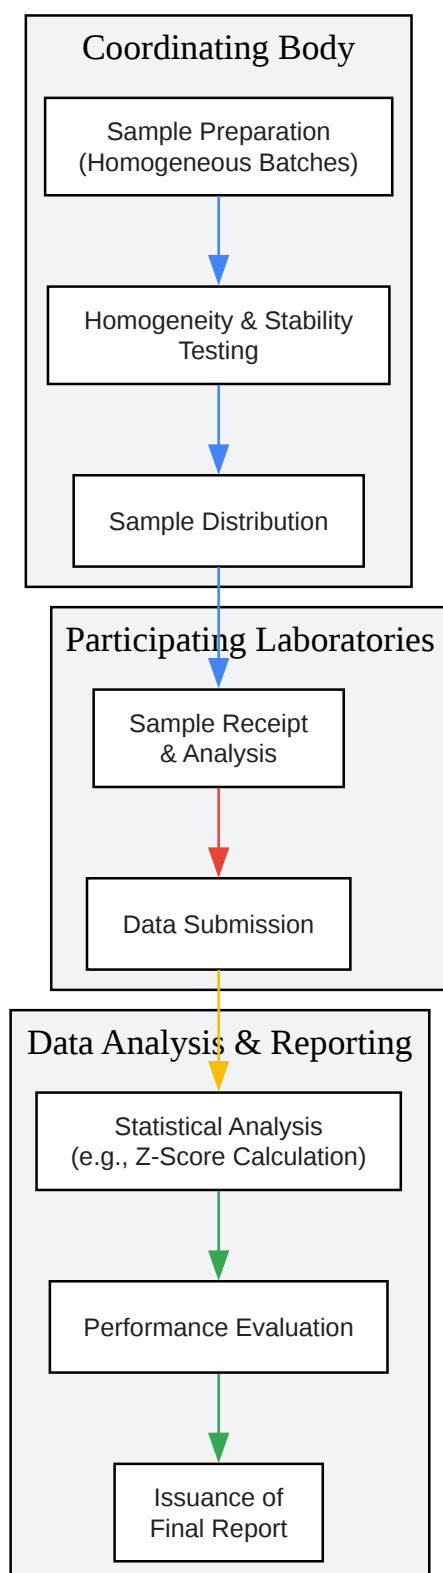 Coordinating Body
Sample Preparation
(Homogeneous Batches)
Homogeneity & Stability
Testing
Sample Distribution
Participating Laboratories
Sample Receipt
& Analysis
Data Submission
Data Analysis & Reporting
Statistical Analysis
(e.g., Z-Score Calculation)
Performance Evaluation
Issuance of
Final Report